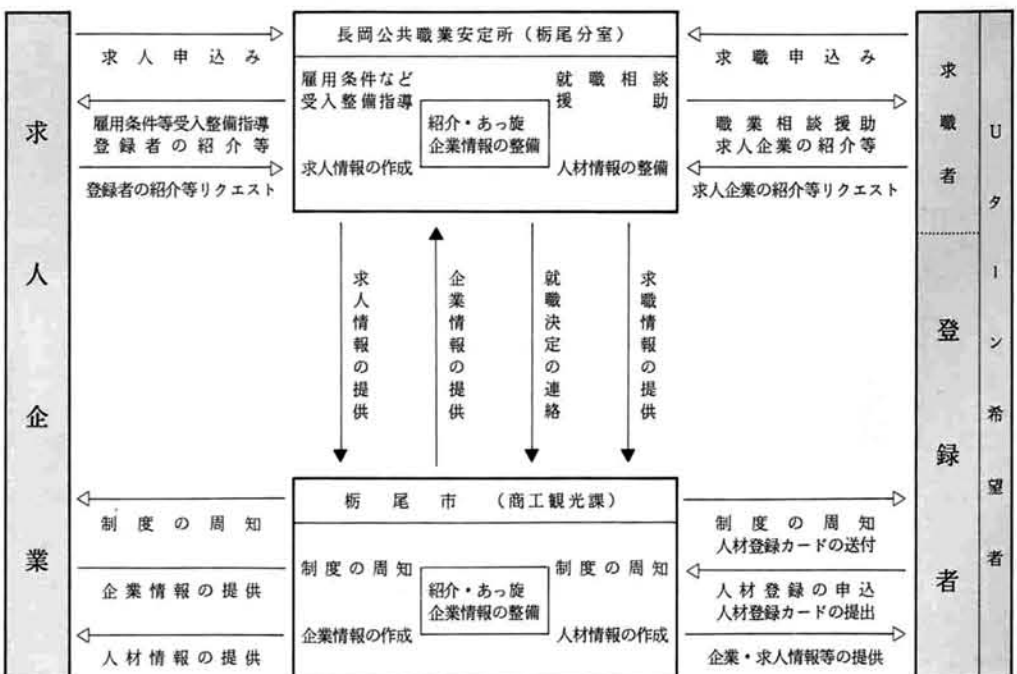 求人企業
求人申込み
雇用条件等受入整備指導
登録者の紹介等
登録者の紹介等リクエスト
長岡公共職業安定所（栃尾分室）
雇用条件など
受入整備指導
就職相談
援助
紹介・あっ旋
企業情報の整備
求人情報の作成
人材情報の整備
求職申込み
職業相談援助
求人企業の紹介等
求人企業の紹介等リクエスト
求職者
登録者
Uターン希望者
求人情報の提供
企業情報の提供
就職決定の連絡
求職情報の提供
制度の周知
企業情報の提供
人材情報の提供
栃尾市（商工観光課）
制度の周知
制度の周知
紹介・あっ旋
企業情報の整備
企業情報の作成
人材情報の作成
制度の周知
人材登録カードの送付
人材登録の申込
人材登録カードの提出
企業・求人情報等の提供